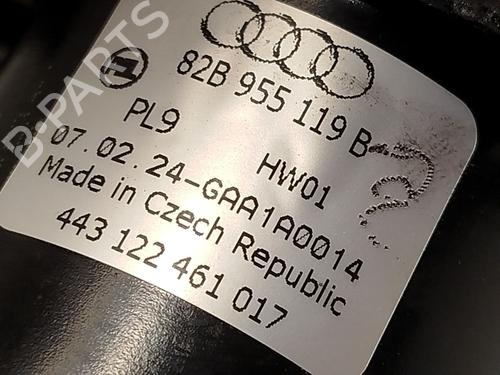 82B 955 119 B
PL9
HW01
07.02.24-GAA1A0014
Made in Czech Republic
443 122 461 017
B-PARTS